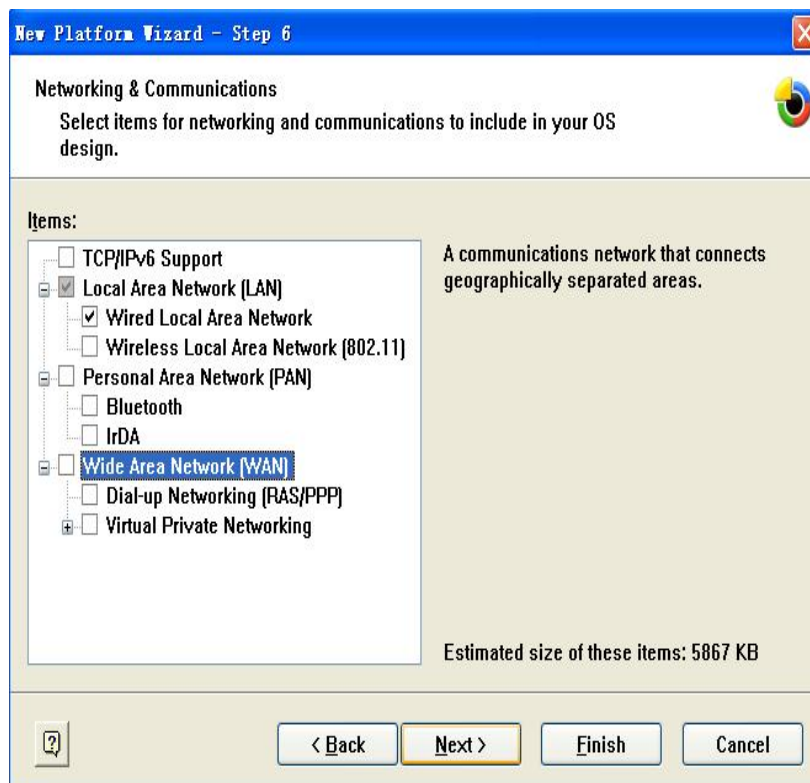 New Platform Wizard - Step 6
Networking & Communications
Select items for networking and communications to include in your OS
design.
Items:
TCP/IPv6 Support
Local Area Network (LAN)
Wired Local Area Network
Wireless Local Area Network (802.11)
Personal Area Network (PAN)
Bluetooth
IrDA
Wide Area Network (WAN)
Dial-up Networking (RAS/PPP)
Virtual Private Networking
A communications network that connects
geographically separated areas.
Estimated size of these items: 5867 KB
< Back
Next >
Finish
Cancel